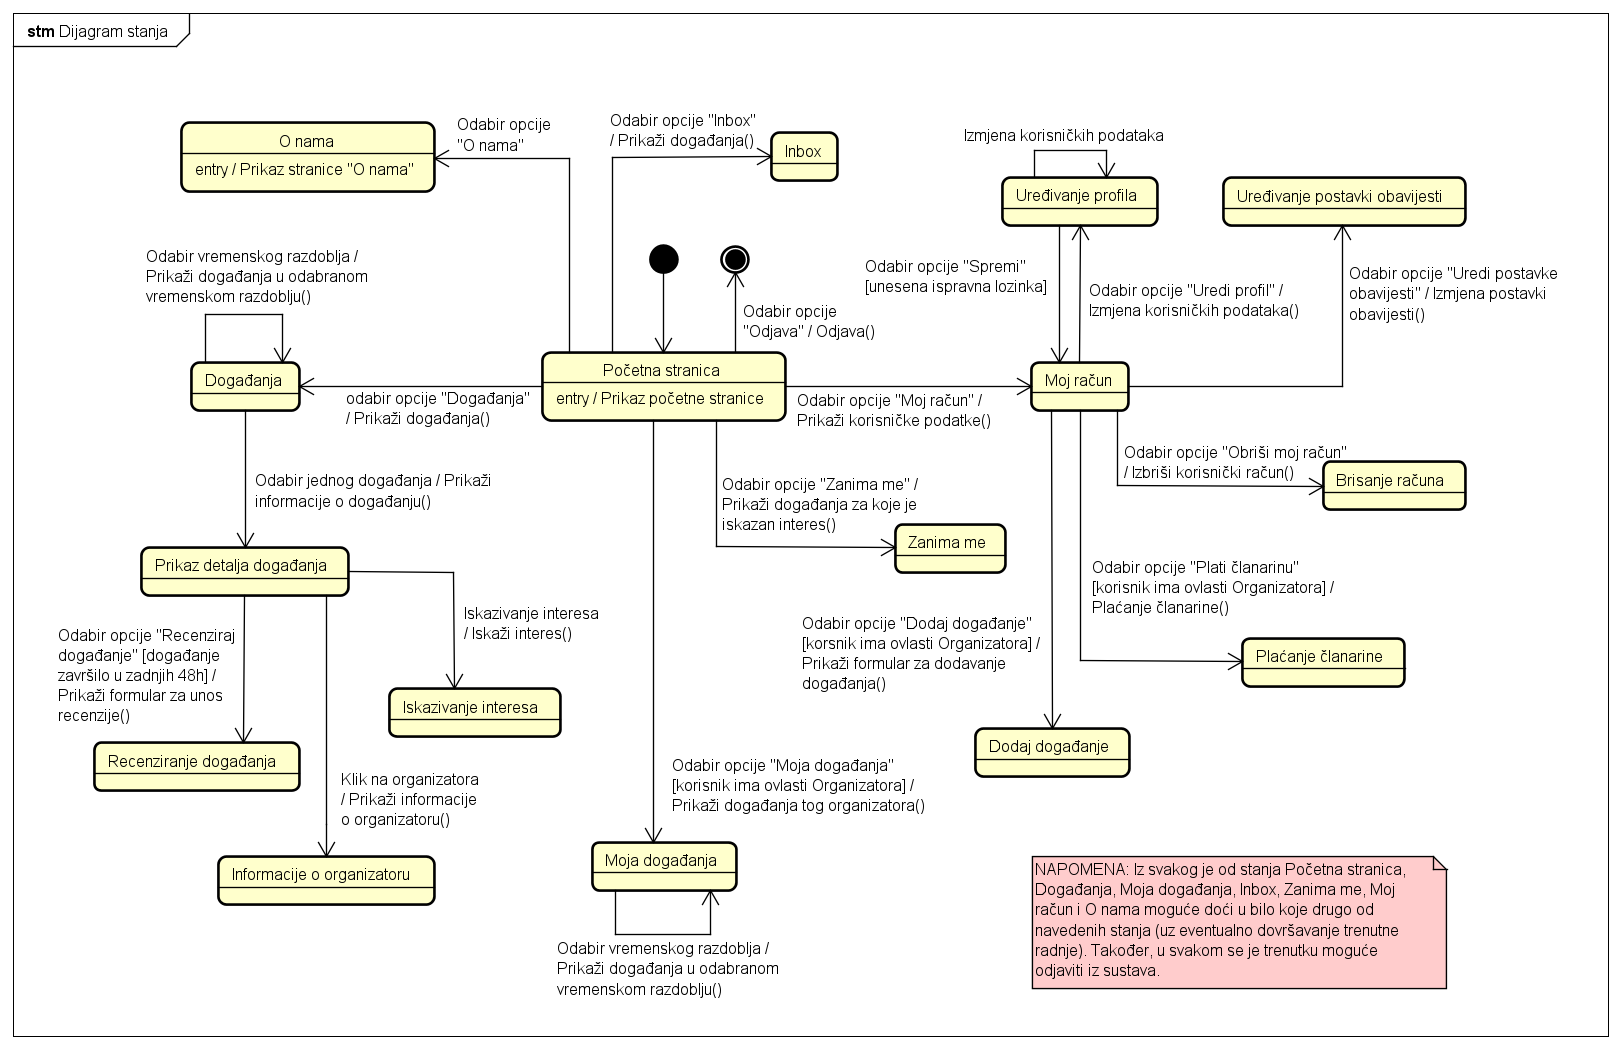 stm Dijagram stanja
O nama
entry / Prikaz stranice "O nama"
Odabir opcije
"O nama"
Odabir opcije "Inbox"
/ Prikaži događanja()
Inbox
Izmjena korisničkih podataka
Uređivanje profila
Uređivanje postavki obavijesti
Odabir vremenskog razdoblja /
Prikaži događanja u odabranom
vremenskom razdoblju()
Odabir opcije
"Odjava" / Odjava()
Odabir opcije "Spremi"
[unesena ispravna lozinka]
Odabir opcije "Uredi profil" /
Izmjena korisničkih podataka()
Odabir opcije "Uredi postavke
obavijesti" / Izmjena postavki
obavijesti()
Događanja
odabir opcije "Događanja"
/ Prikaži događanja()
Početna stranica
entry / Prikaz početne stranice
Odabir opcije "Moj račun" /
Prikaži korisničke podatke()
Moj račun
Odabir opcije "Obriši moj račun"
/ Izbriši korisnički račun()
Brisanje računa
Odabir jednog događanja / Prikaži
informacije o događanju()
Odabir opcije "Zanima me" /
Prikaži događanja za koje je
iskazan interes()
Zanima me
Prikaz detalja događanja
Odabir opcije "Plati članarinu"
[korisnik ima ovlasti Organizatora] /
Plaćanje članarine()
Plaćanje članarine
Iskazivanje interesa
/ Iskaži interes()
Iskazivanje interesa
Odabir opcije "Recenziraj
događanje" [događanje
završilo u zadnjih 48h] /
Prikaži formular za unos
recenzije()
Recenziranje događanja
Odabir opcije "Dodaj događanje"
[korsnik ima ovlasti Organizatora] /
Prikaži formular za dodavanje
događanja()
Dodaj događanje
Klik na organizatora
/ Prikaži informacije
o organizatoru()
Informacije o organizatoru
Odabir opcije "Moja događanja"
[korisnik ima ovlasti Organizatora] /
Prikaži događanja tog organizatora()
Moja događanja
Odabir vremenskog razdoblja /
Prikaži događanja u odabranom
vremenskom razdoblju()
NAPOMENA: Iz svakog je od stanja Početna stranica,
Događanja, Moja događanja, Inbox, Zanima me, Moj
račun i O nama moguće doći u bilo koje drugo od
navedenih stanja (uz eventualno dovršavanje trenutne
radnje). Također, u svakom se je trenutku moguće
odjaviti iz sustava.